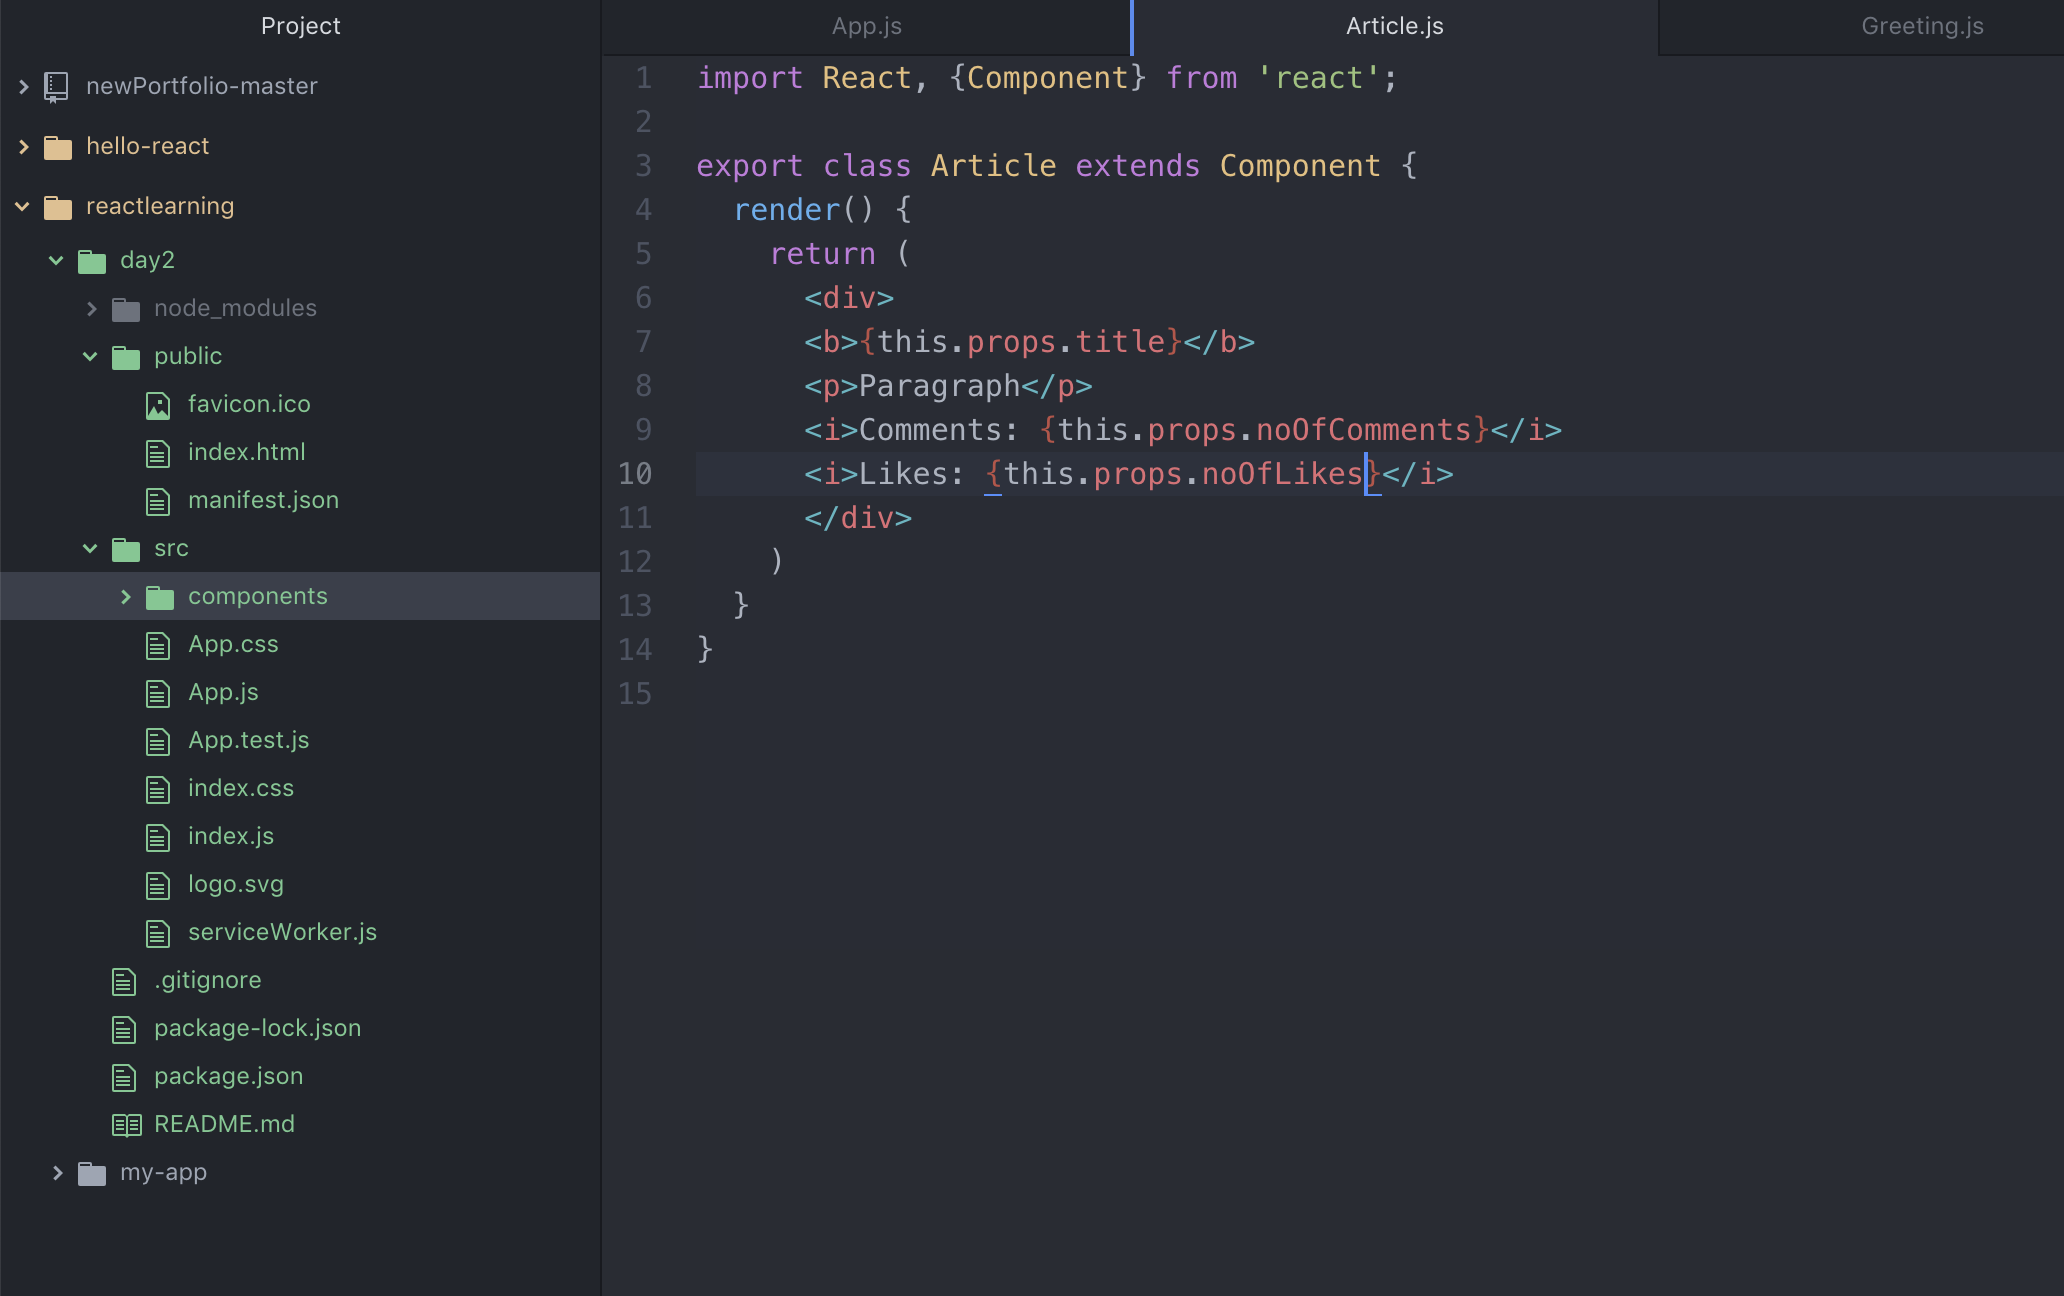 Project
newPortfolio-master
hello-react
reactlearning
day2
node_modules
public
favicon.ico
index.html
manifest.json
src
components
App.css
App.js
App.test.js
index.css
index.js
logo.svg
serviceWorker.js
.gitignore
package-lock.json
package.json
README.md
my-app
App.js
Article.js
Greeting.js
1 import React, {Component} from 'react';
2
3 export class Article extends Component {
4   render() {
5     return (
6       <div>
7       <b>{this.props.title}</b>
8       <p>Paragraph</p>
9       <i>Comments: {this.props.noOfComments}</i>
10       <i>Likes: {this.props.noOfLikes}</i>
11       </div>
12     )
13   }
14 }
15